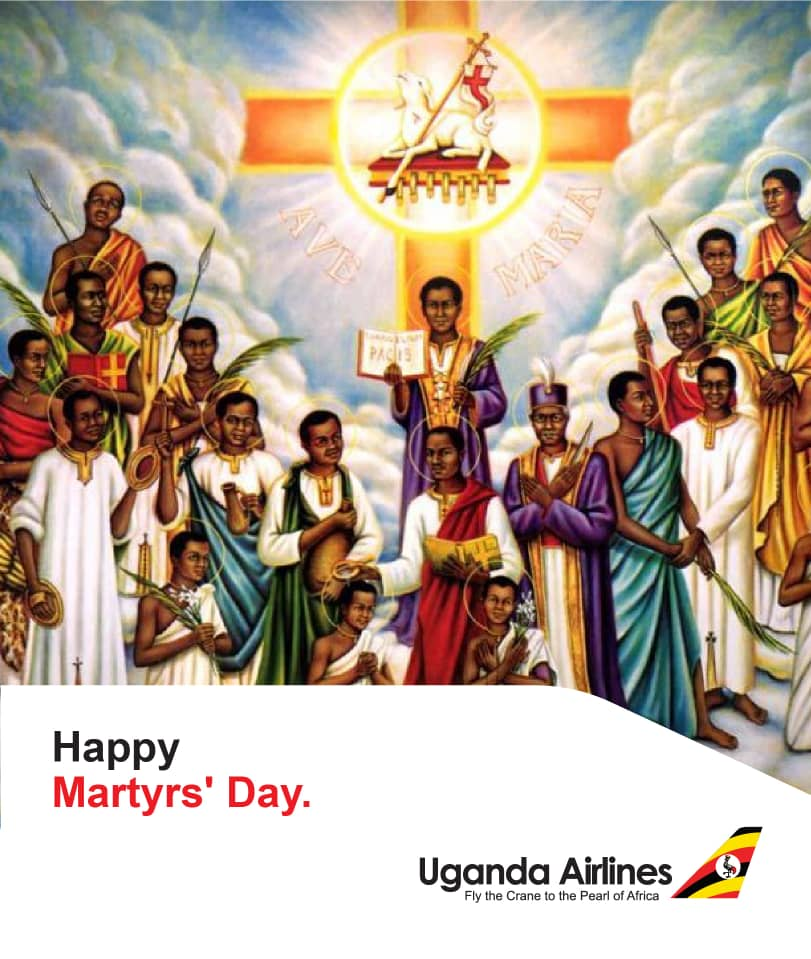 AVE MARIA
PACIS
Happy
Martyrs' Day.
Uganda Airlines
Fly the Crane to the Pearl of Africa